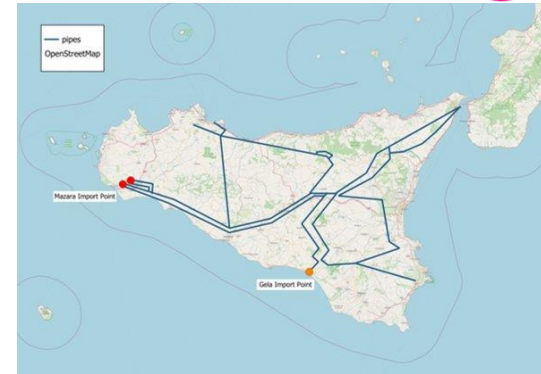 pipes
OpenStreetMap
Mazara Import Point
Gela Import Point